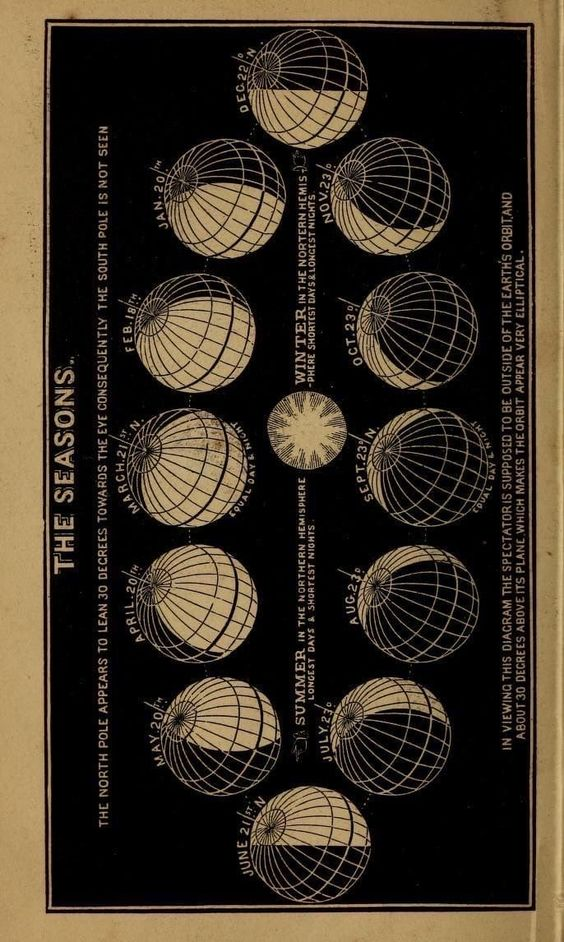 THE SEASONS.
THE NORTH POLE APPEARS TO LEAN 30 DEGREES TOWARDS THE EYE CONSEQUENTLY THE SOUTH POLE IS NOT SEEN
JUNE 21ST N
MAY. 20TH
APRIL. 20TH
MARCH. 21ST N
EQUAL DAY & NIGHT
FEB. 18TH
JAN. 20TH
DEC. 22D N.
SUMMER IN THE NORTHERN HEMISPHERE
LONGEST DAYS & SHORTEST NIGHTS.
WINTER IN THE NORTERN HEMIS-
-PHERE SHORTEST DAYS & LONGEST NIGHTS.
JULY. 23D
AUG. 23D
SEPT. 23D N
EQUAL DAY & NIGHT
OCT. 23D
NOV. 23D
IN VIEWING THIS DIAGRAM THE SPECTATOR IS SUPPOSED TO BE OUTSIDE OF THE EARTH'S ORBIT, AND
ABOUT 30 DEGREES ABOVE ITS PLANE, WHICH MAKES THE ORBIT APPEAR VERY ELLIPTICAL.